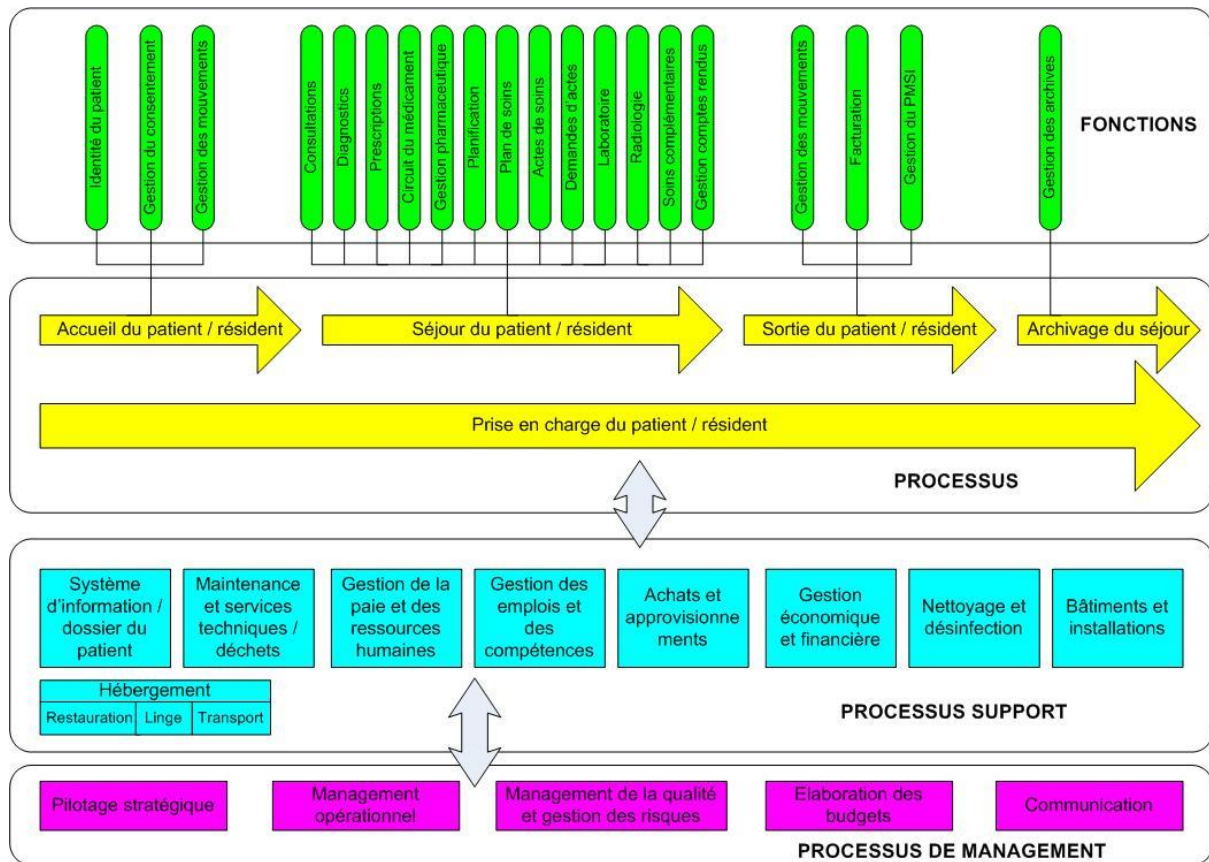 Identité du patient
Gestion du consentement
Gestion des mouvements
Consultations
Diagnostics
Prescriptions
Circuit du médicament
Gestion pharmaceutique
Planification
Plan de soins
Actes de soins
Demandes d'actes
Laboratoire
Radiologie
Soins complémentaires
Gestion comptes rendus
Gestion des mouvements
Facturation
Gestion du PMSI
Gestion des archives
FONCTIONS
Accueil du patient / résident
Séjour du patient / résident
Sortie du patient / résident
Archivage du séjour
Prise en charge du patient / résident
PROCESSUS
Système
d'information /
dossier du
patient
Maintenance
et services
techniques /
déchets
Gestion de la
paie et des
ressources
humaines
Gestion des
emplois et
des
compétences
Achats et
approvisionne
ments
Gestion
économique
et financière
Nettoyage et
désinfection
Bâtiments et
installations
Hébergement
Restauration
Linge
Transport
PROCESSUS SUPPORT
Pilotage stratégique
Management
opérationnel
Management de la qualité
et gestion des risques
Elaboration des
budgets
Communication
PROCESSUS DE MANAGEMENT